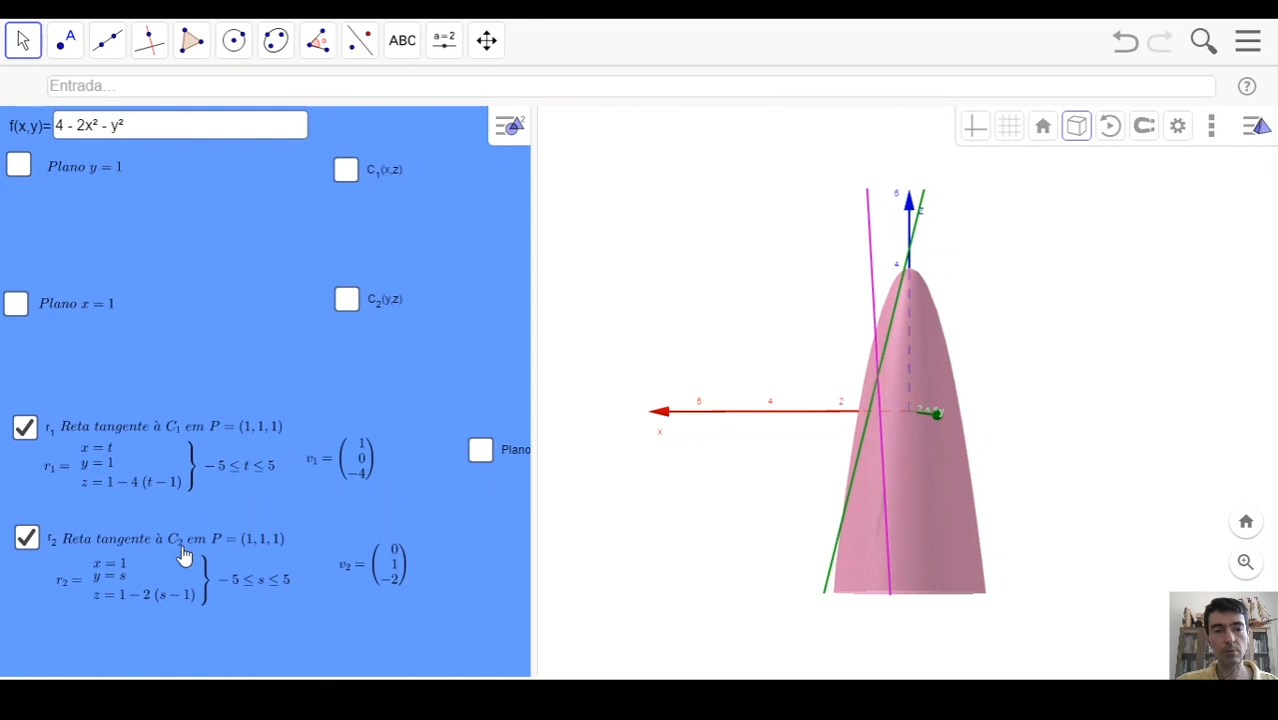 A
ABC
a=2
Entrada...
?
f(x,y)= 4 - 2x² - y²
Plano y = 1
C₁(x,z)
Plano x = 1
C₂(y,z)
r₁ Reta tangente à C₁ em P = (1, 1, 1)
x = t
r₁ = y = 1 } −5 ≤ t ≤ 5
z = 1 − 4 (t − 1)
v₁ = ( 1 0 −4 )
Plano
r₂ Reta tangente à C₂ em P = (1, 1, 1)
x = 1
r₂ = y = s } −5 ≤ s ≤ 5
z = 1 − 2 (s − 1)
v₂ = ( 0 1 −2 )
z
4
4
2
x
y